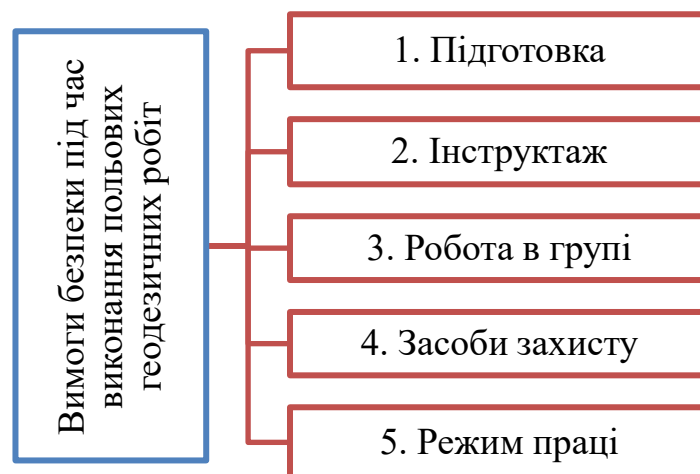 Вимоги безпеки під час
виконання польових
геодезичних робіт
1. Підготовка
2. Інструктаж
3. Робота в групі
4. Засоби захисту
5. Режим праці